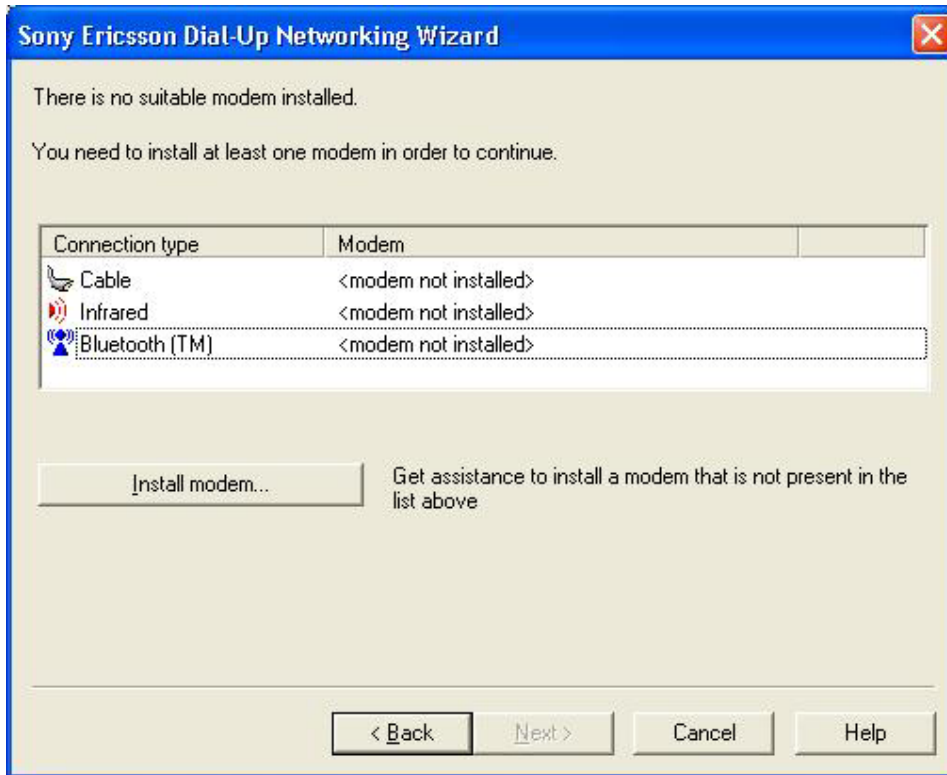 Sony Ericsson Dial-Up Networking Wizard
There is no suitable modem installed.
You need to install at least one modem in order to continue.
Connection type Modem
Cable <modem not installed>
Infrared <modem not installed>
Bluetooth (TM) <modem not installed>
Install modem... Get assistance to install a modem that is not present in the
list above
< Back Next > Cancel Help